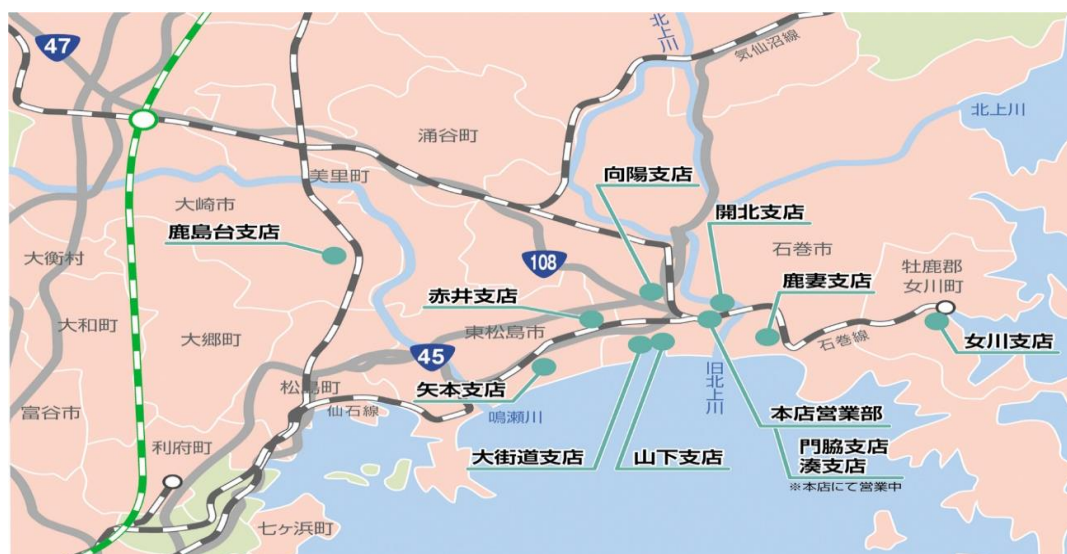 47
北上川
気仙沼線
涌谷町
北上川
美里町
向陽支店
大崎市
開北支店
鹿島台支店
石巻市
大衡村
108
牡鹿郡
女川町
赤井支店
鹿妻支店
大和町
大郷町
東松島市
石巻線
女川支店
45
矢本支店
松島町
旧北上川
富谷市
仙石線
鳴瀬川
本店営業部
利府町
大街道支店
山下支店
門脇支店
湊支店
※本店にて営業中
七ヶ浜町